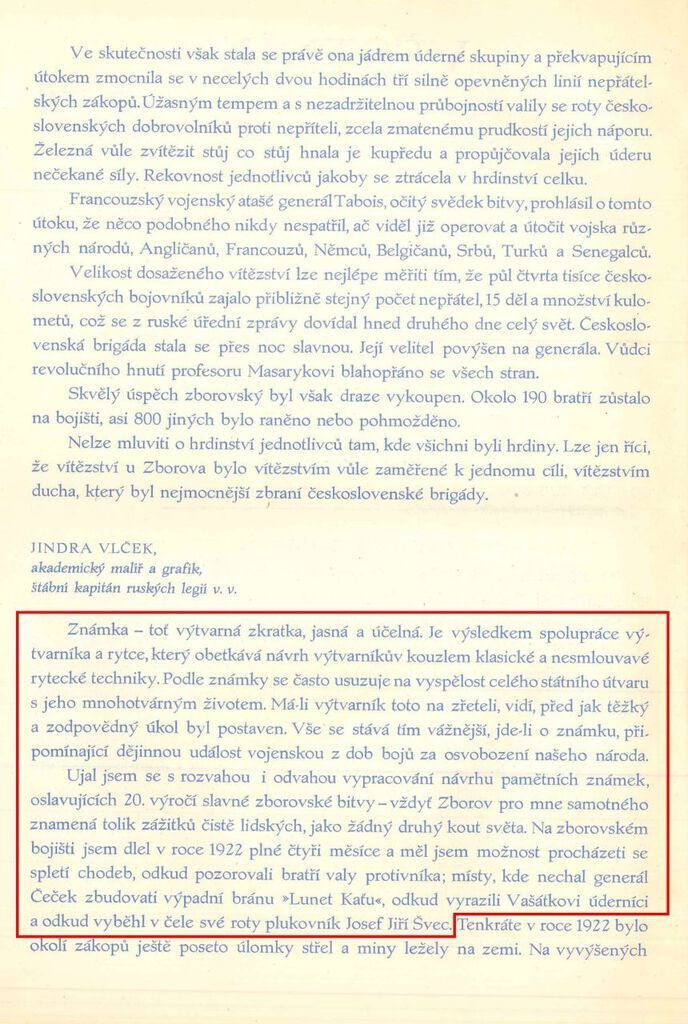 Ve skutečnosti však stala se právě ona jádrem úderné skupiny a překvapujícím
útokem zmocnila se v necelých dvou hodinách tří silně opevněných linií nepřátel-
ských zákopů. Úžasným tempem a s nezadržitelnou průbojností valily se roty česko-
slovenských dobrovolníků proti nepříteli, zcela zmatenému prudkostí jejich náporu.
Železná vůle zvítězit stůj co stůj hnala je kupředu a propůjčovala jejich úderu
nečekané síly. Rekovnost jednotlivců jakoby se ztrácela v hrdinství celku.
Francouzský vojenský atašé generál Tabois, očitý svědek bitvy, prohlásil o tomto
útoku, že něco podobného nikdy nespatřil, ač viděl již operovat a útočit vojska růz-
ných národů, Angličanů, Francouzů, Němců, Belgičanů, Srbů, Turků a Senegalců.
Velikost dosaženého vítězství lze nejlépe měřiti tím, že půl čtvrta tisíce česko-
slovenských bojovníků zajalo přibližně stejný počet nepřátel, 15 děl a množství kulo-
metů, což se z ruské úřední zprávy dovídal hned druhého dne celý svět. Českoslo-
venská brigáda stala se přes noc slavnou. Její velitel povýšen na generála. Vůdci
revolučního hnutí profesoru Masarykovi blahopřáno se všech stran.
Skvělý úspěch zborovský byl však draze vykoupen. Okolo 190 bratří zůstalo
na bojišti, asi 800 jiných bylo raněno nebo pohmožděno.
Nelze mluviti o hrdinství jednotlivců tam, kde všichni byli hrdiny. Lze jen říci,
že vítězství u Zborova bylo vítězstvím vůle zaměřené k jednomu cíli, vítězstvím
ducha, který byl nejmocnější zbraní československé brigády.
JINDRA VLČEK,
akademický malíř a grafik,
štábní kapitán ruských legií v. v.
Známka – toť výtvarná zkratka, jasná a účelná. Je výsledkem spolupráce vý-
tvarníka a rytce, který obetkává návrh výtvarníkův kouzlem klasické a nesmlouvavé
rytecké techniky. Podle známky se často usuzuje na vyspělost celého státního útvaru
s jeho mnohotvárným životem. Má-li výtvarník toto na zřeteli, vidí, před jak těžký
a zodpovědný úkol byl postaven. Vše se stává tím vážnější, jde-li o známku, při-
pomínající dějinnou událost vojenskou z dob bojů za osvobození našeho národa.
Ujal jsem se s rozvahou i odvahou vypracování návrhu pamětních známek,
oslavujících 20. výročí slavné zborovské bitvy – vždyť Zborov pro mne samotného
znamená tolik zážitků čistě lidských, jako žádný druhý kout světa. Na zborovském
bojišti jsem dlel v roce 1922 plné čtyři měsíce a měl jsem možnost procházeti se
spletí chodeb, odkud pozorovali bratří valy protivníka; místy, kde nechal generál
Čeček zbudovati výpadní bránu »Lunet Kafu«, odkud vyrazili Vašátkovi úderníci
a odkud vyběhl v čele své roty plukovník Josef Jiří Švec. Tenkráte v roce 1922 bylo
okolí zákopů ještě poseto úlomky střel a miny ležely na zemi. Na vyvýšených